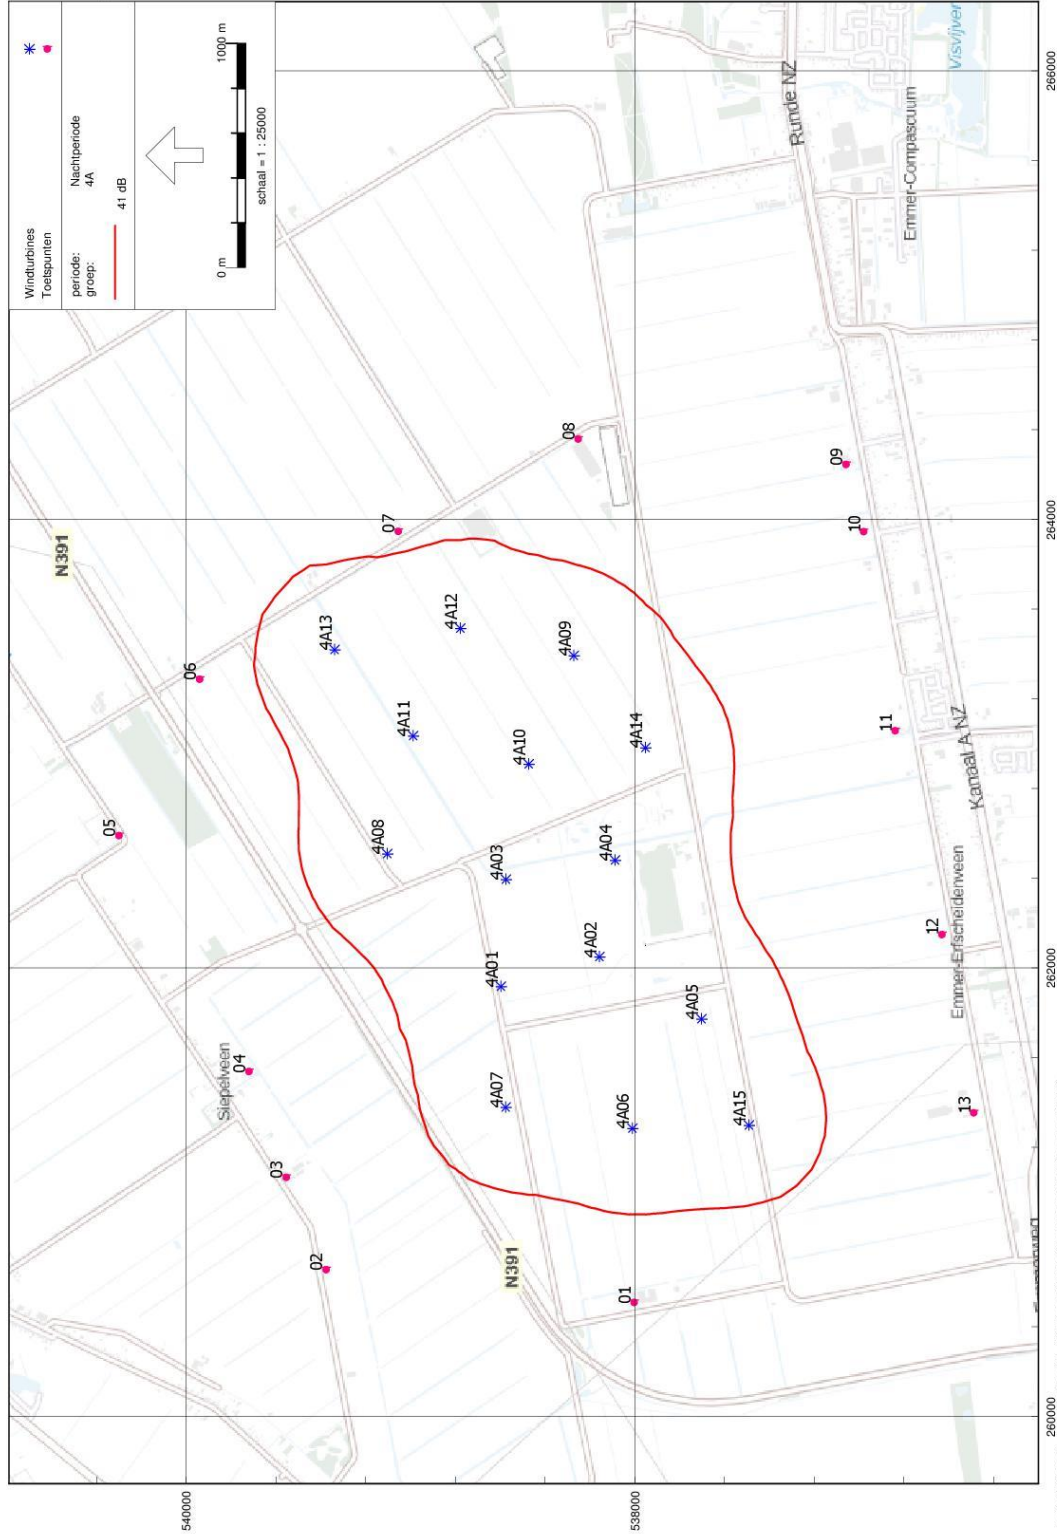 Windturbines
Toetspunten
periode: Nachtperiode
groep: 4A
41 dB
0 m 1000 m
schaal = 1 : 25000
N391
N391
Siepelveen
Runde NZ
Emmer-Compascuum
Visvijver
Kanaal A NZ
Emmer-Erfscheidenveen
01
02
03
04
05
06
07
08
09
10
11
12
13
4A01
4A02
4A03
4A04
4A05
4A06
4A07
4A08
4A09
4A10
4A11
4A12
4A13
4A14
4A15
540000
538000
260000
262000
264000
266000